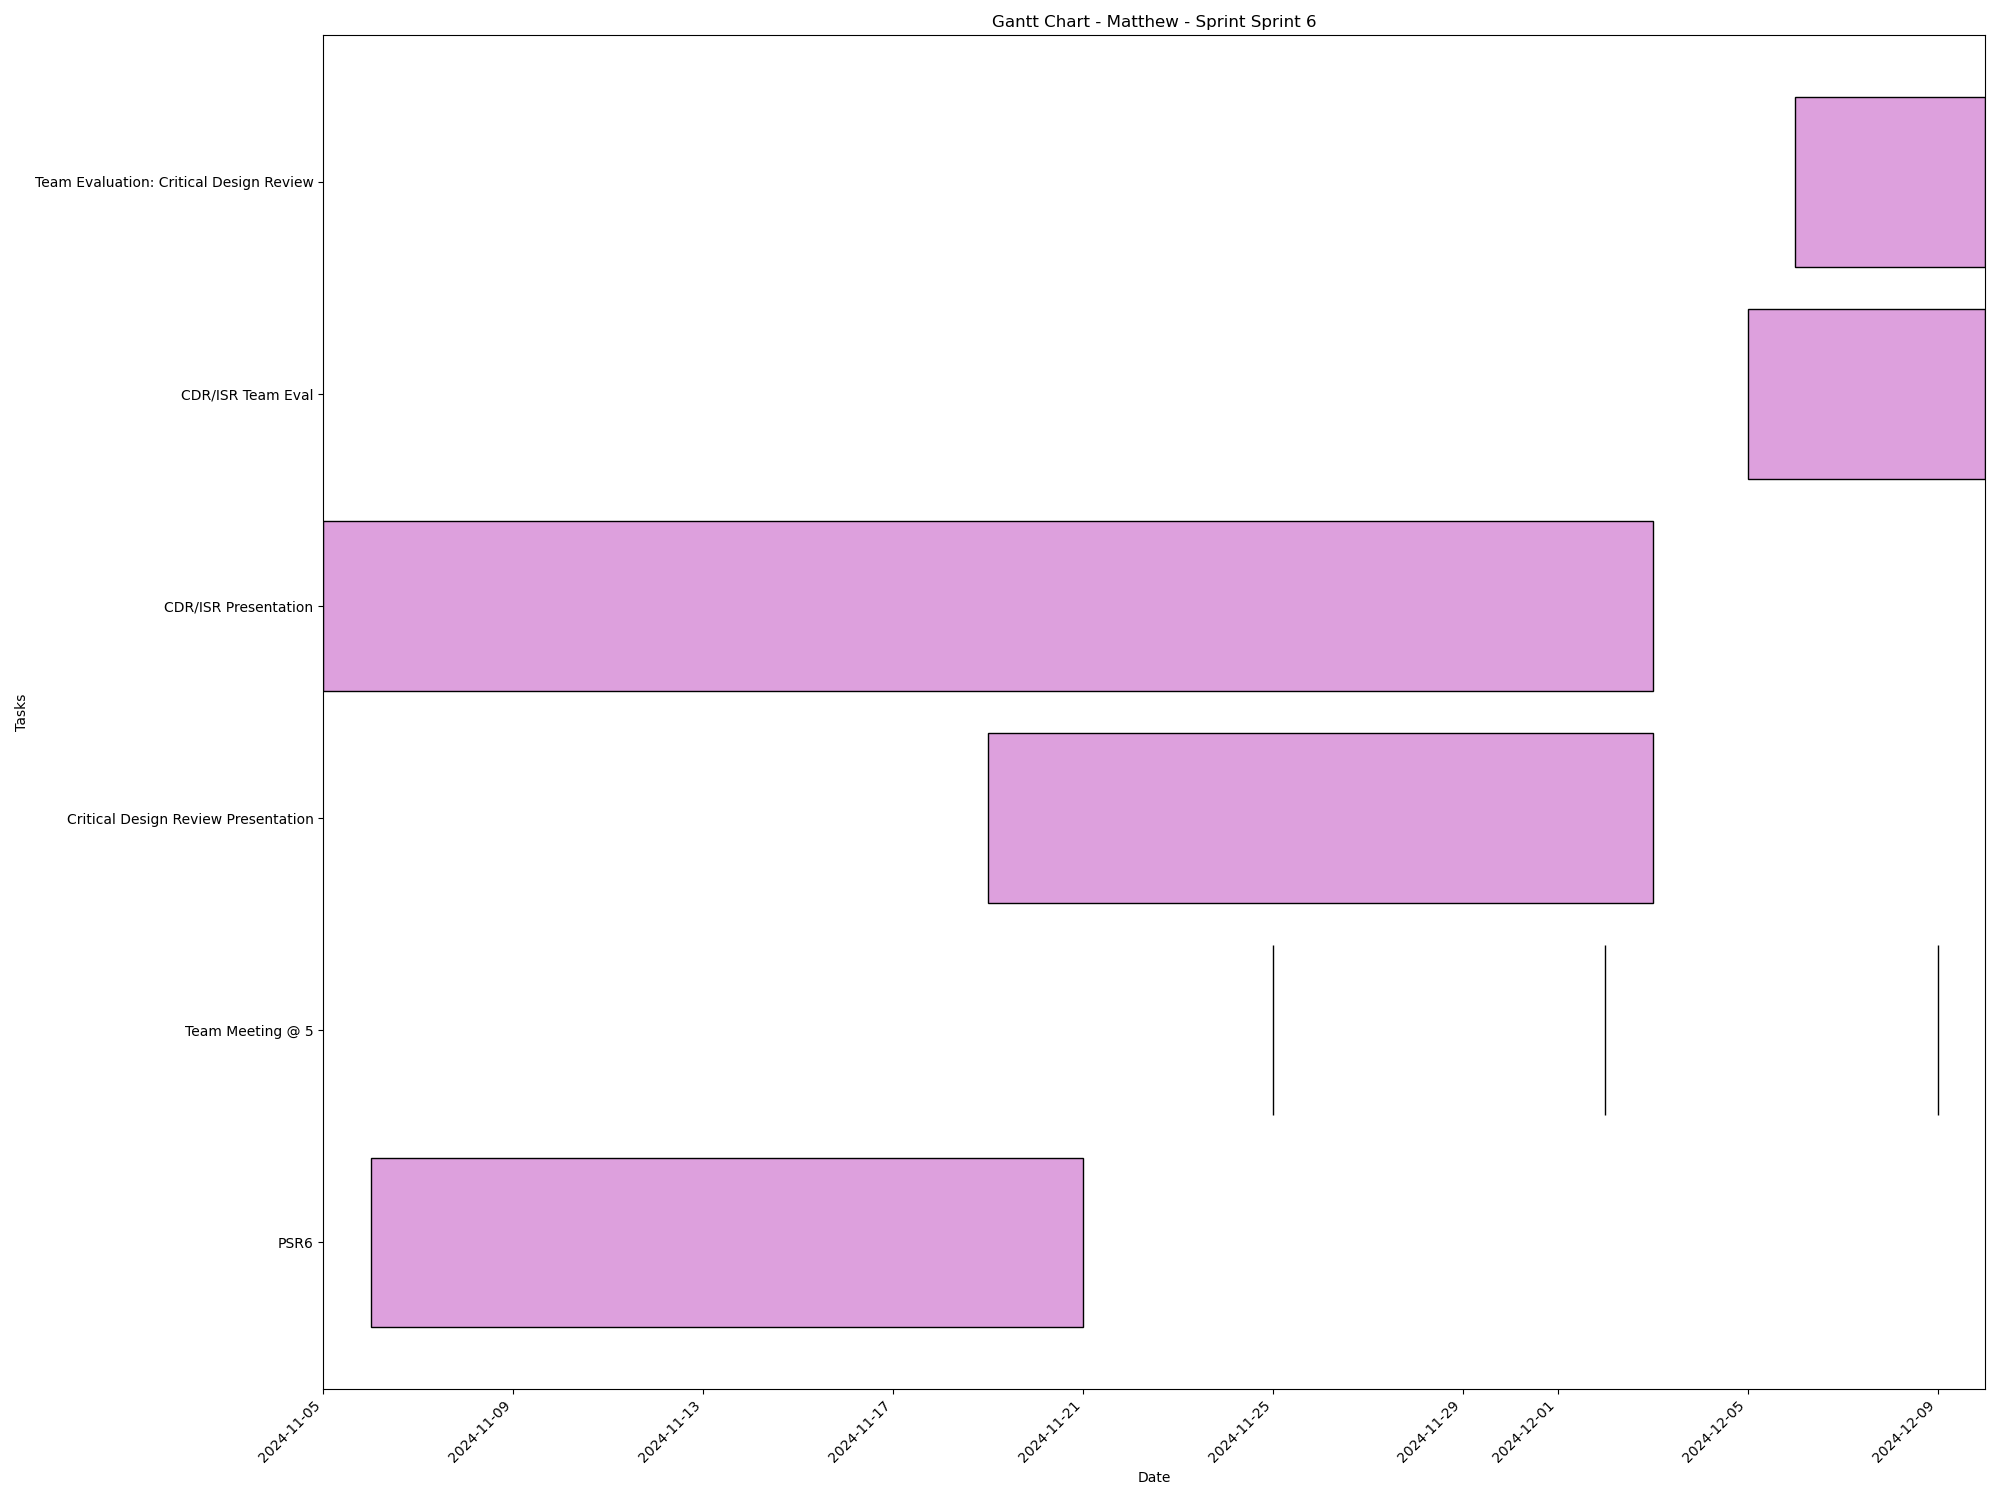 Gantt Chart - Matthew - Sprint Sprint 6
Team Evaluation: Critical Design Review
CDR/ISR Team Eval
CDR/ISR Presentation
Critical Design Review Presentation
Team Meeting @ 5
PSR6
Tasks
2024-11-05
2024-11-09
2024-11-13
2024-11-17
2024-11-21
2024-11-25
2024-11-29
2024-12-01
2024-12-05
2024-12-09
Date